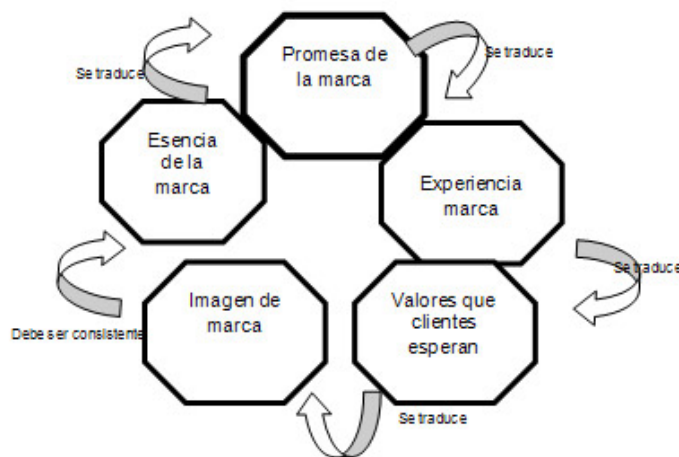 Promesa de
la marca
Se traduce
Se traduce
Esencia
de la
marca
Experiencia
marca
Se traduce
Imagen de
marca
Valores que
clientes
esperan
Debe ser consistente
Se traduce